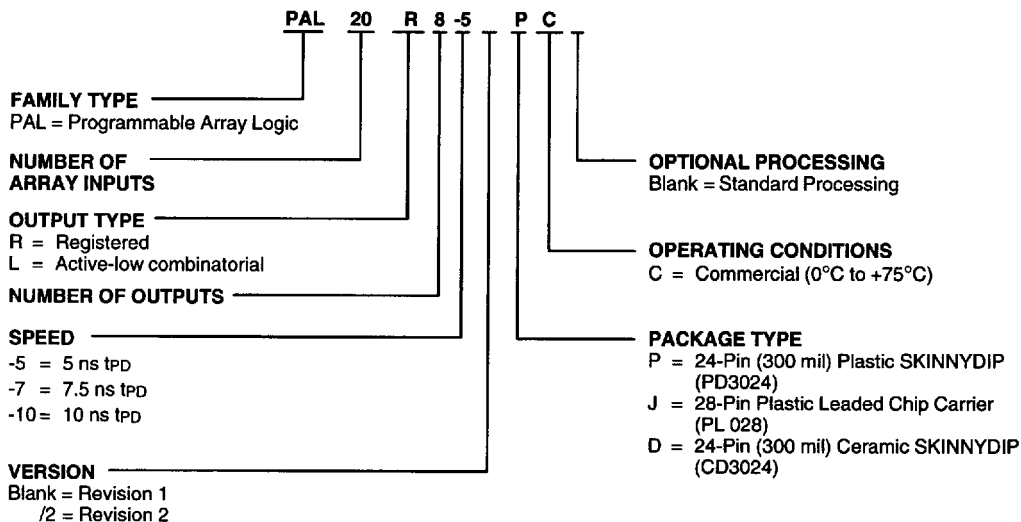 PAL 20 R 8 -5 P C
FAMILY TYPE
PAL = Programmable Array Logic
NUMBER OF
ARRAY INPUTS
OUTPUT TYPE
R = Registered
L = Active-low combinatorial
NUMBER OF OUTPUTS
SPEED
-5 = 5 ns tPD
-7 = 7.5 ns tPD
-10 = 10 ns tPD
VERSION
Blank = Revision 1
/2 = Revision 2
OPTIONAL PROCESSING
Blank = Standard Processing
OPERATING CONDITIONS
C = Commercial (0°C to +75°C)
PACKAGE TYPE
P = 24-Pin (300 mil) Plastic SKINNYDIP
(PD3024)
J = 28-Pin Plastic Leaded Chip Carrier
(PL 028)
D = 24-Pin (300 mil) Ceramic SKINNYDIP
(CD3024)